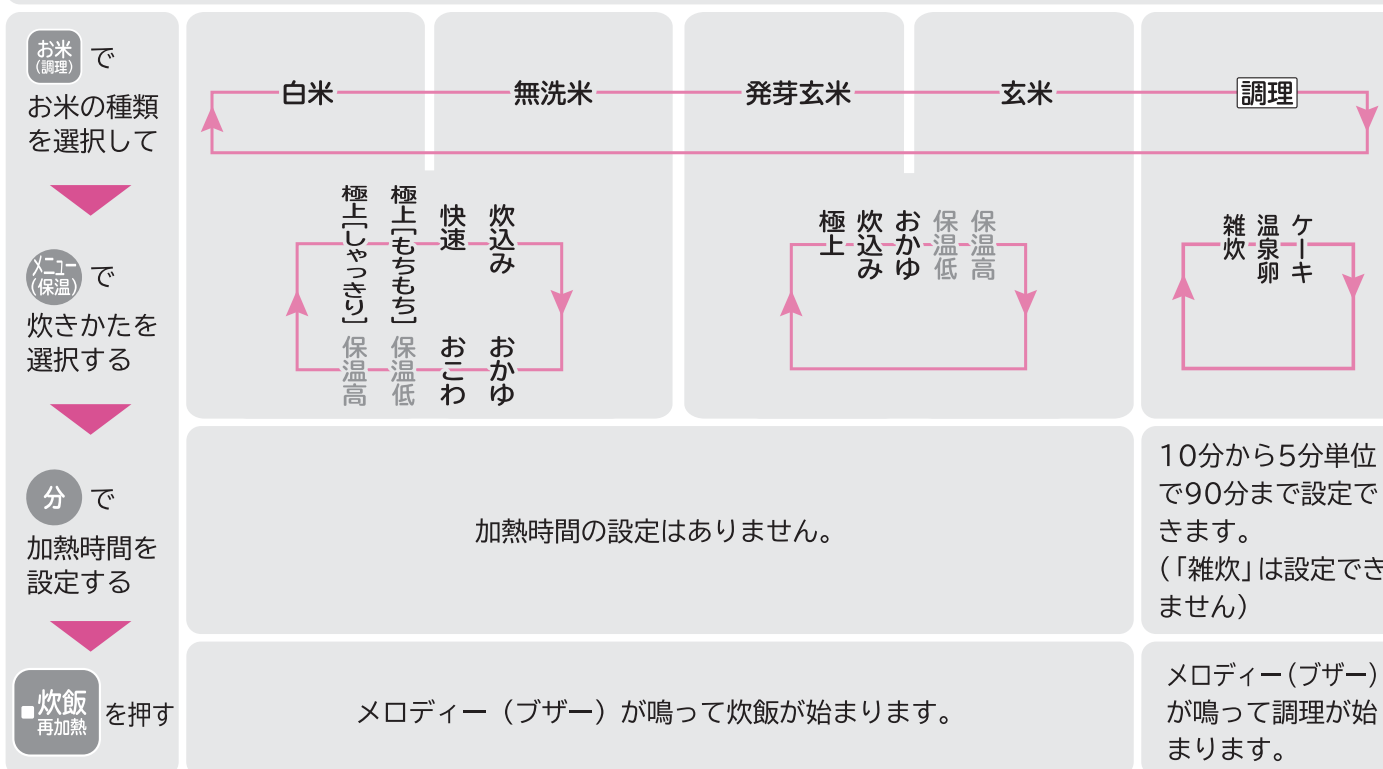 お米
(調理)
で
お米の種類
を選択して
白米
無洗米
発芽玄米
玄米
調理
メニュー
(保温)
で
炊きかたを
選択する
極上[しゃっきり]
極上[もちもち]
快速
炊込み
おかゆ
おこわ
保温低
保温高
極上
炊込み
おかゆ
保温低
保温高
雑炊
温泉卵
ケーキ
分
で
加熱時間を
設定する
加熱時間の設定はありません。
10分から5分単位
で90分まで設定で
きます。
(「雑炊」は設定でき
ません)
炊飯
再加熱
を押す
メロディー(ブザー)が鳴って炊飯が始まります。
メロディー(ブザー)
が鳴って調理が始
まります。